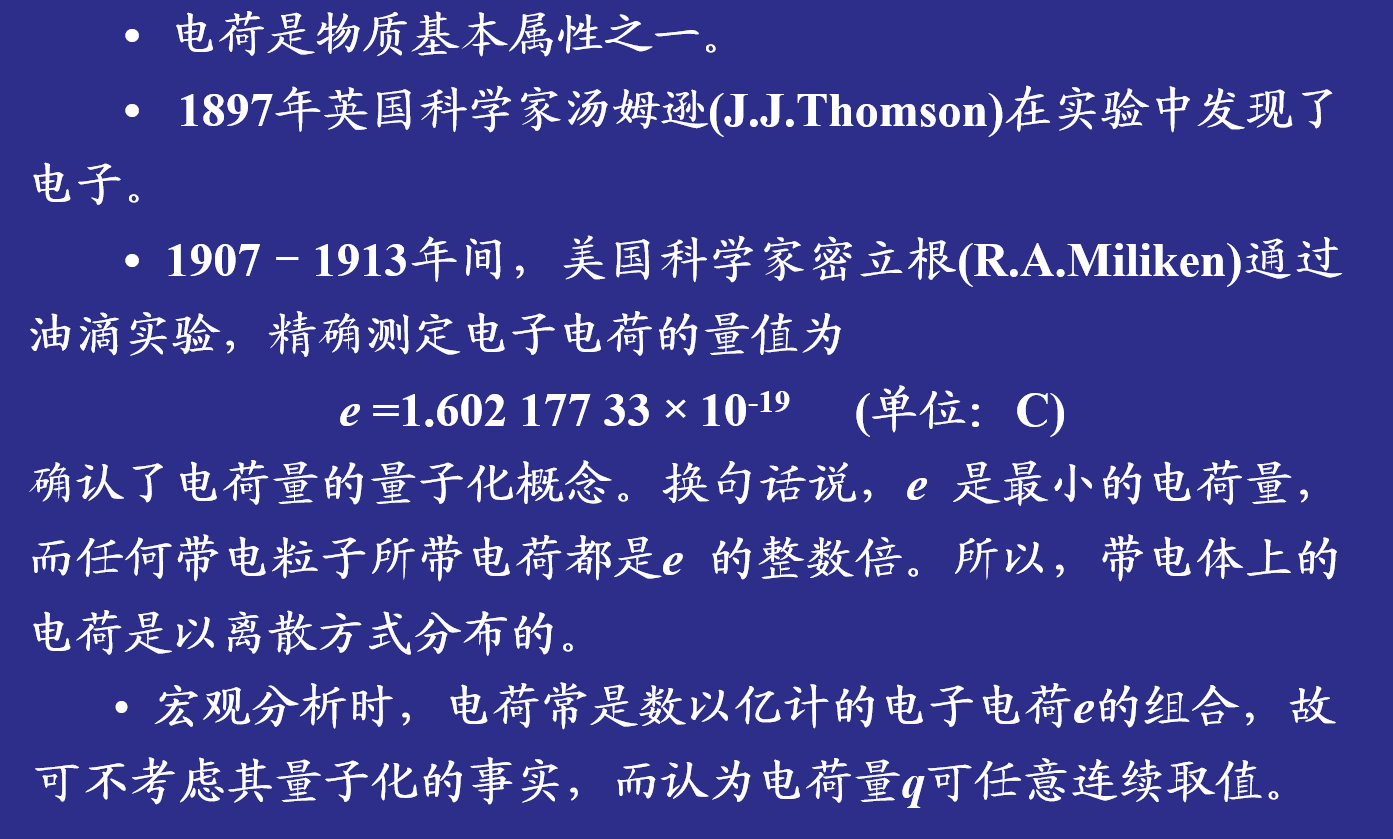 • 电荷是物质基本属性之一。
• 1897年英国科学家汤姆逊(J.J.Thomson)在实验中发现了
电子。
• 1907 – 1913年间，美国科学家密立根(R.A.Miliken)通过
油滴实验，精确测定电子电荷的量值为
e =1.602 177 33 × 10⁻¹⁹ (单位：C)
确认了电荷量的量子化概念。换句话说，e 是最小的电荷量，
而任何带电粒子所带电荷都是e 的整数倍。所以，带电体上的
电荷是以离散方式分布的。
• 宏观分析时，电荷常是数以亿计的电子电荷e的组合，故
可不考虑其量子化的事实，而认为电荷量q可任意连续取值。